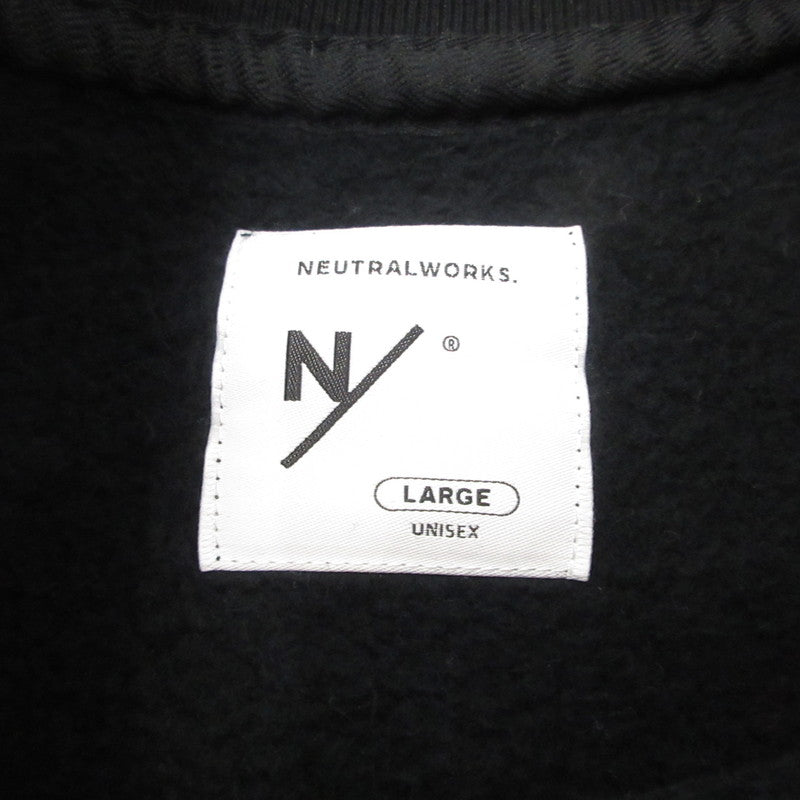 NEUTRALWORKS.
N/ ®
LARGE
UNISEX